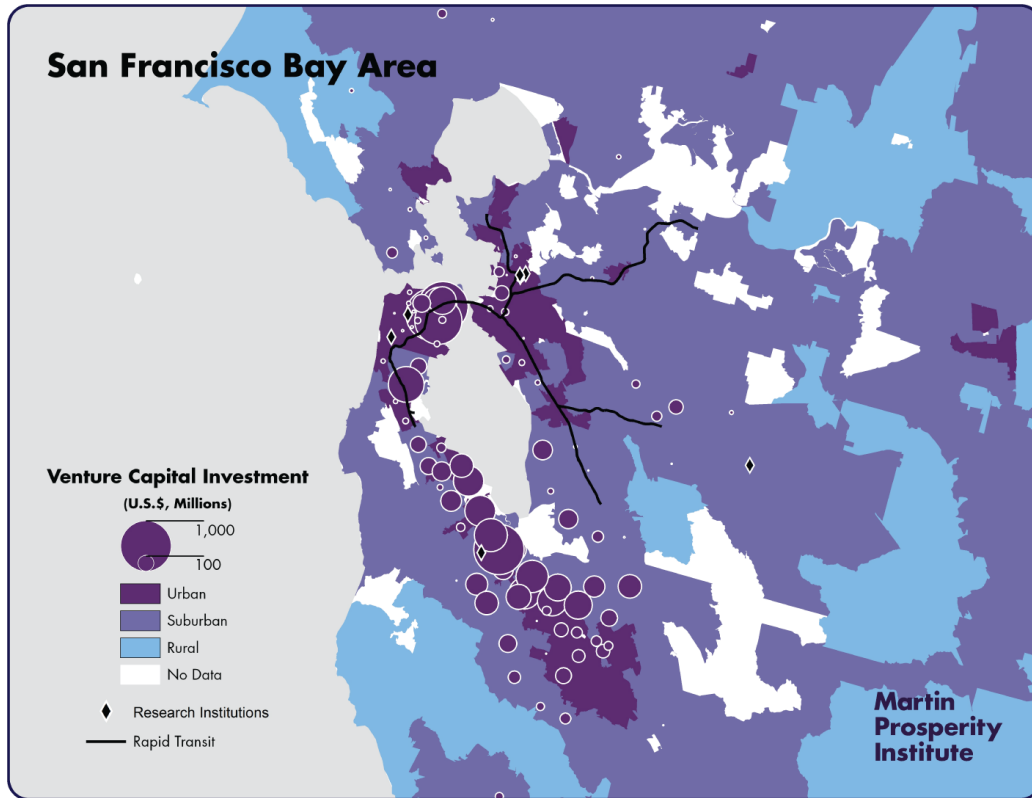 San Francisco Bay Area
Venture Capital Investment
(U.S.$, Millions)
1,000
100
Urban
Suburban
Rural
No Data
Research Institutions
Rapid Transit
Martin
Prosperity
Institute